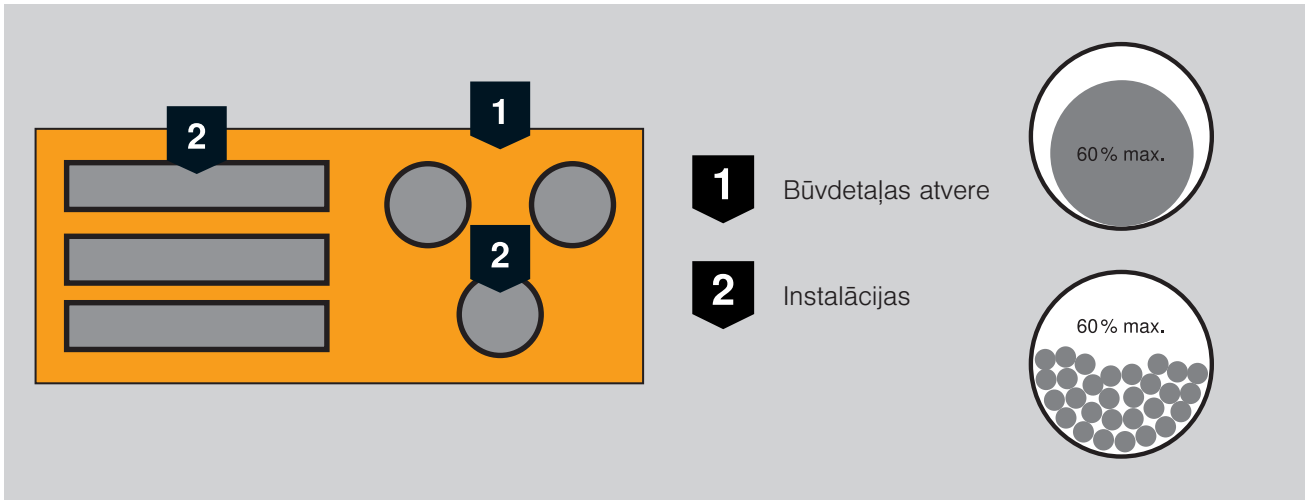 2
1
2
1 Būvdetaļas atvere
2 Instalācijas
60% max.
60% max.